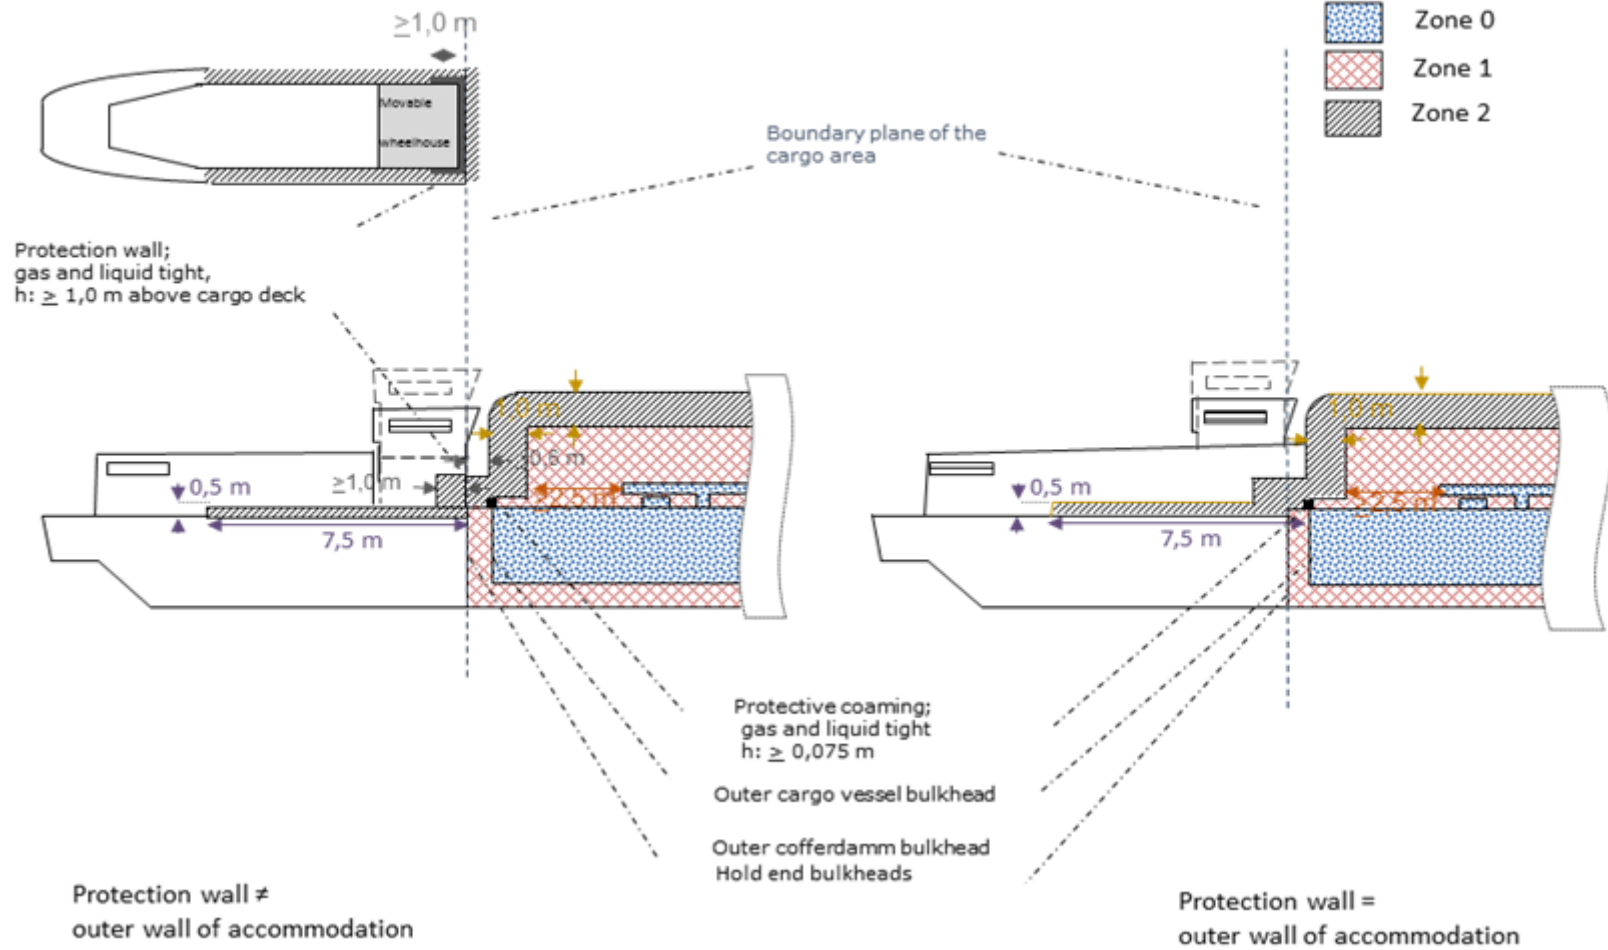 ≥1,0 m
Zone 0
Zone 1
Zone 2
Movable
wheelhouse
Boundary plane of the
cargo area
Protection wall;
gas and liquid tight,
h: ≥ 1,0 m above cargo deck
1,0 m
0,6 m
≥1,0 m
0,5 m
≥2,5 m
7,5 m
1,0 m
0,5 m
≥2,5 m
7,5 m
Protective coaming;
gas and liquid tight
h: ≥ 0,075 m
Outer cargo vessel bulkhead
Outer cofferdamm bulkhead
Hold end bulkheads
Protection wall ≠
outer wall of accommodation
Protection wall =
outer wall of accommodation